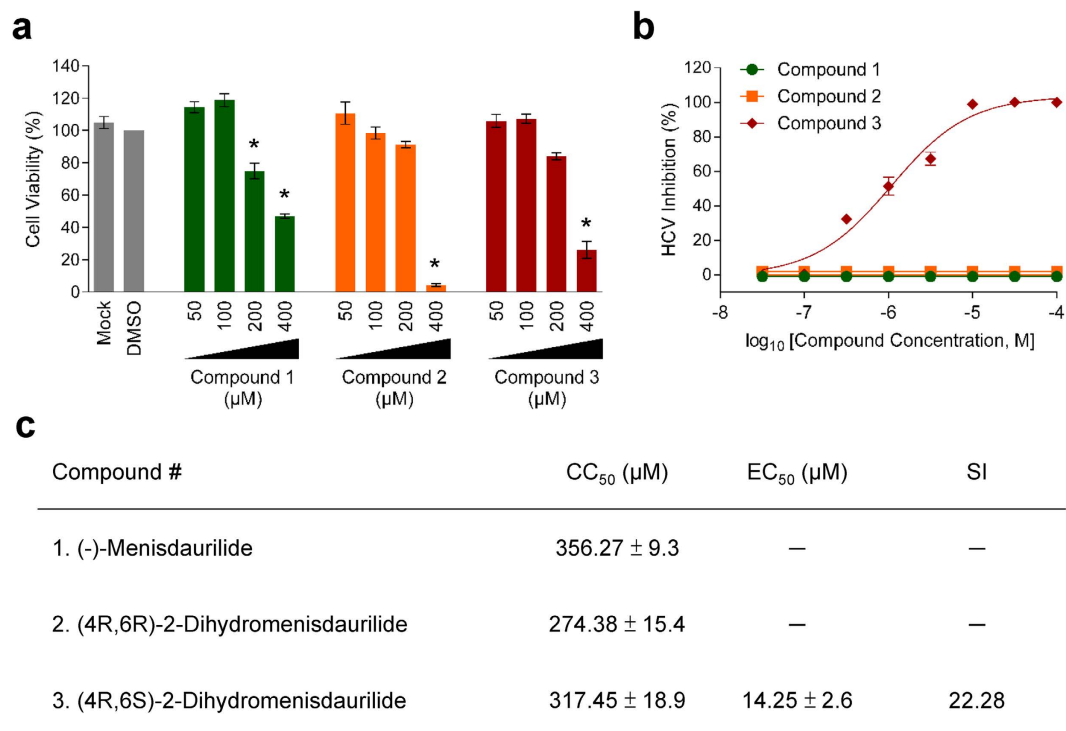 a
Cell Viability (%)
140
120
100
80
60
40
20
0
* * * *
Mock DMSO 50 100 200 400 50 100 200 400 50 100 200 400
Compound 1 Compound 2 Compound 3
(µM) (µM) (µM)
b
HCV Inhibition (%)
120
100
80
60
40
20
0
Compound 1
Compound 2
Compound 3
-8 -7 -6 -5 -4
log10 [Compound Concentration, M]
c
Compound # CC50 (µM) EC50 (µM) SI
1. (-)-Menisdaurilide 356.27 ± 9.3 — —
2. (4R,6R)-2-Dihydromenisdaurilide 274.38 ± 15.4 — —
3. (4R,6S)-2-Dihydromenisdaurilide 317.45 ± 18.9 14.25 ± 2.6 22.28